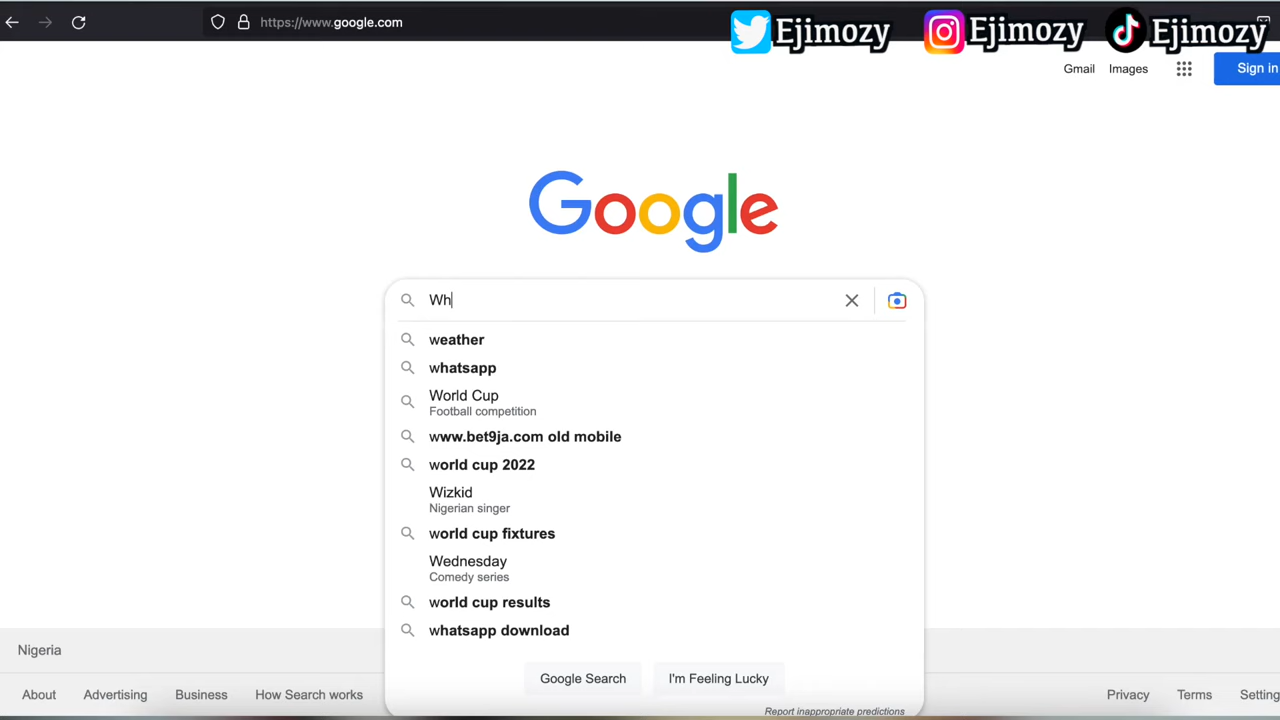 https://www.google.com
Ejimozy
Ejimozy
Ejimozy
Gmail
Images
Sign in
Google
Wh
weather
whatsapp
World Cup
Football competition
www.bet9ja.com old mobile
world cup 2022
Wizkid
Nigerian singer
world cup fixtures
Wednesday
Comedy series
world cup results
whatsapp download
Google Search
I'm Feeling Lucky
Report inappropriate predictions
Nigeria
About
Advertising
Business
How Search works
Privacy
Terms
Setting